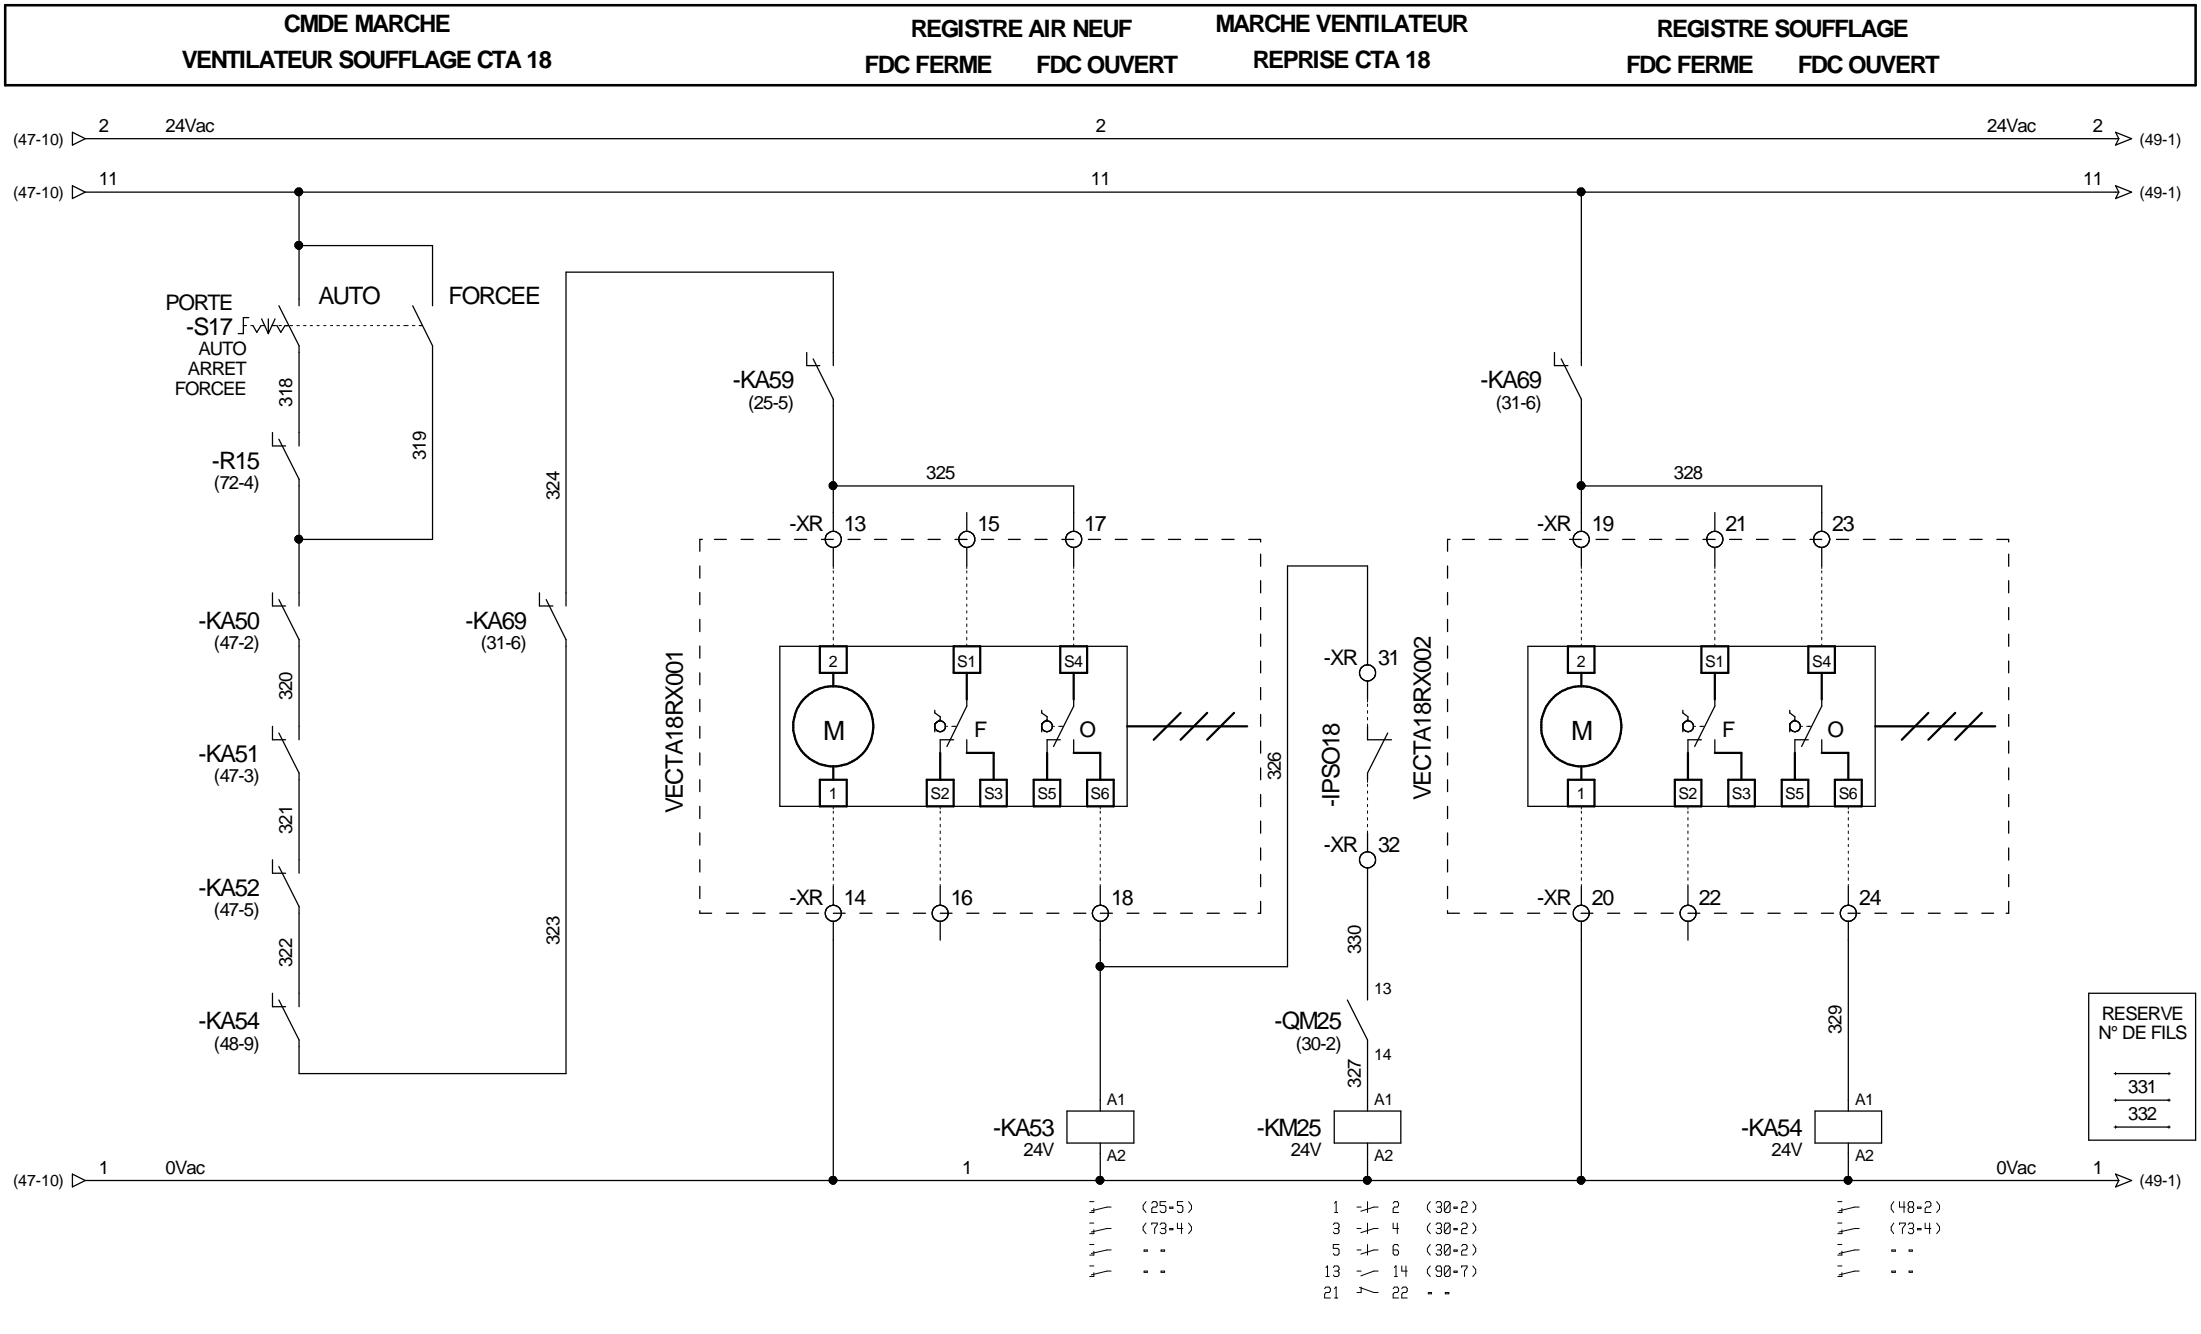 CMDE MARCHE
VENTILATEUR SOUFFLAGE CTA 18
REGISTRE AIR NEUF
FDC FERME FDC OUVERT
MARCHE VENTILATEUR
REPRISE CTA 18
REGISTRE SOUFFLAGE
FDC FERME FDC OUVERT
(47-10) 2 24Vac 2 24Vac 2 (49-1)
(47-10) 11 11 11 (49-1)
PORTE
-S17
AUTO
ARRET
FORCEE
AUTO
FORCEE
318
-R15
(72-4)
319
-KA50
(47-2)
320
-KA51
(47-3)
321
-KA52
(47-5)
322
-KA54
(48-9)
324
-KA69
(31-6)
323
-KA59
(25-5)
325
-XR 13 15 17
VECTA18RX001
2 S1 S4
M F O
1 S2 S3 S5 S6
-XR 14 16 18
326
-XR 31
-IPSO18
-XR 32
330
13
-QM25
(30-2)
14
327
-KA69
(31-6)
328
-XR 19 21 23
VECTA18RX002
2 S1 S4
M F O
1 S2 S3 S5 S6
-XR 20 22 24
329
RESERVE
N° DE FILS
331
332
A1
-KA53
24V
A2
A1
-KM25
24V
A2
A1
-KA54
24V
A2
(47-10) 1 0Vac 1 0Vac 1 (49-1)
(25-5)
(73-4)
- -
- -
1 2 (30-2)
3 4 (30-2)
5 6 (30-2)
13 14 (90-7)
21 22 - -
(48-2)
(73-4)
- -
- -